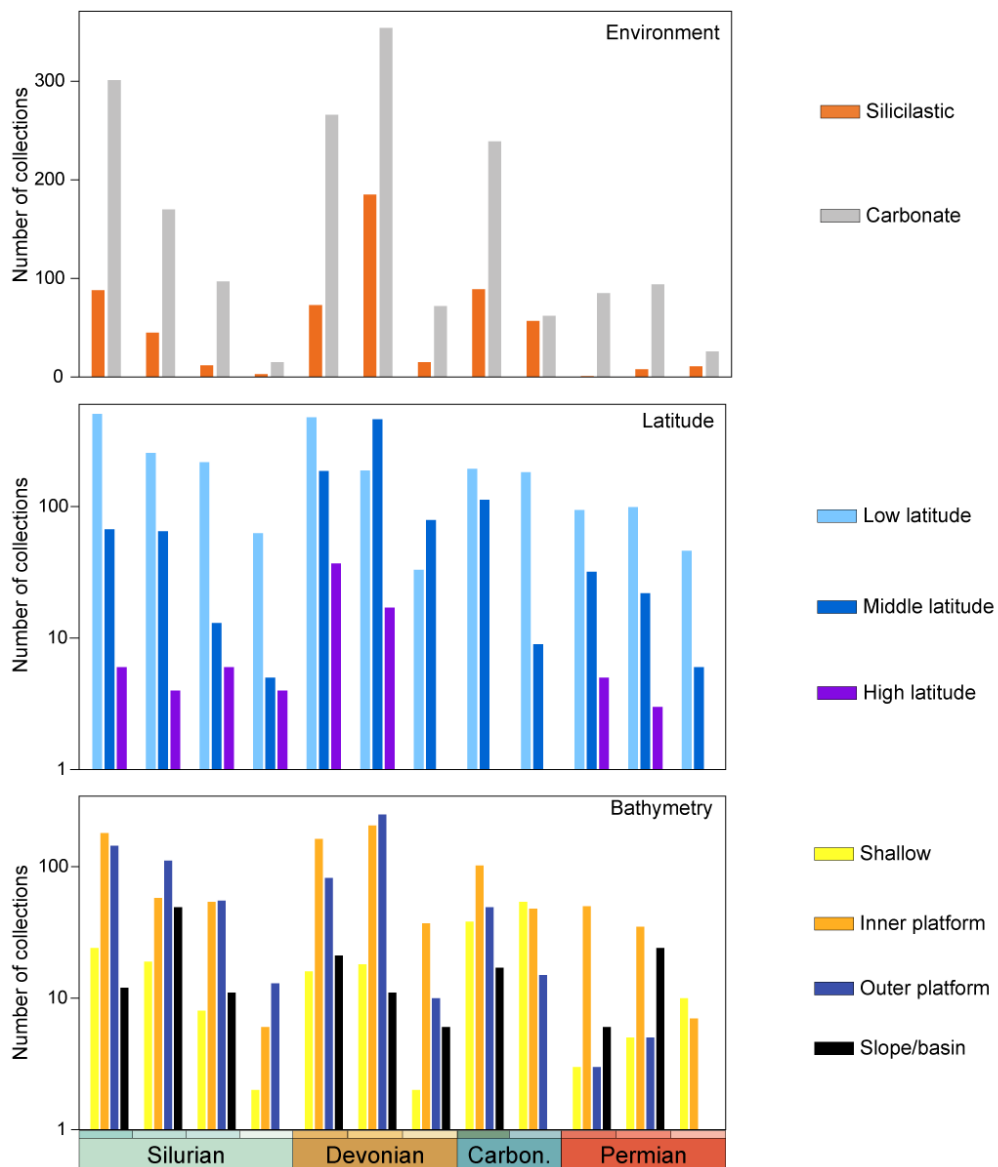 Environment
Number of collections
300
200
100
0
Silicilastic
Carbonate
Latitude
Number of collections
100
10
1
Low latitude
Middle latitude
High latitude
Bathymetry
Number of collections
100
10
1
Shallow
Inner platform
Outer platform
Slope/basin
Silurian Devonian Carbon. Permian